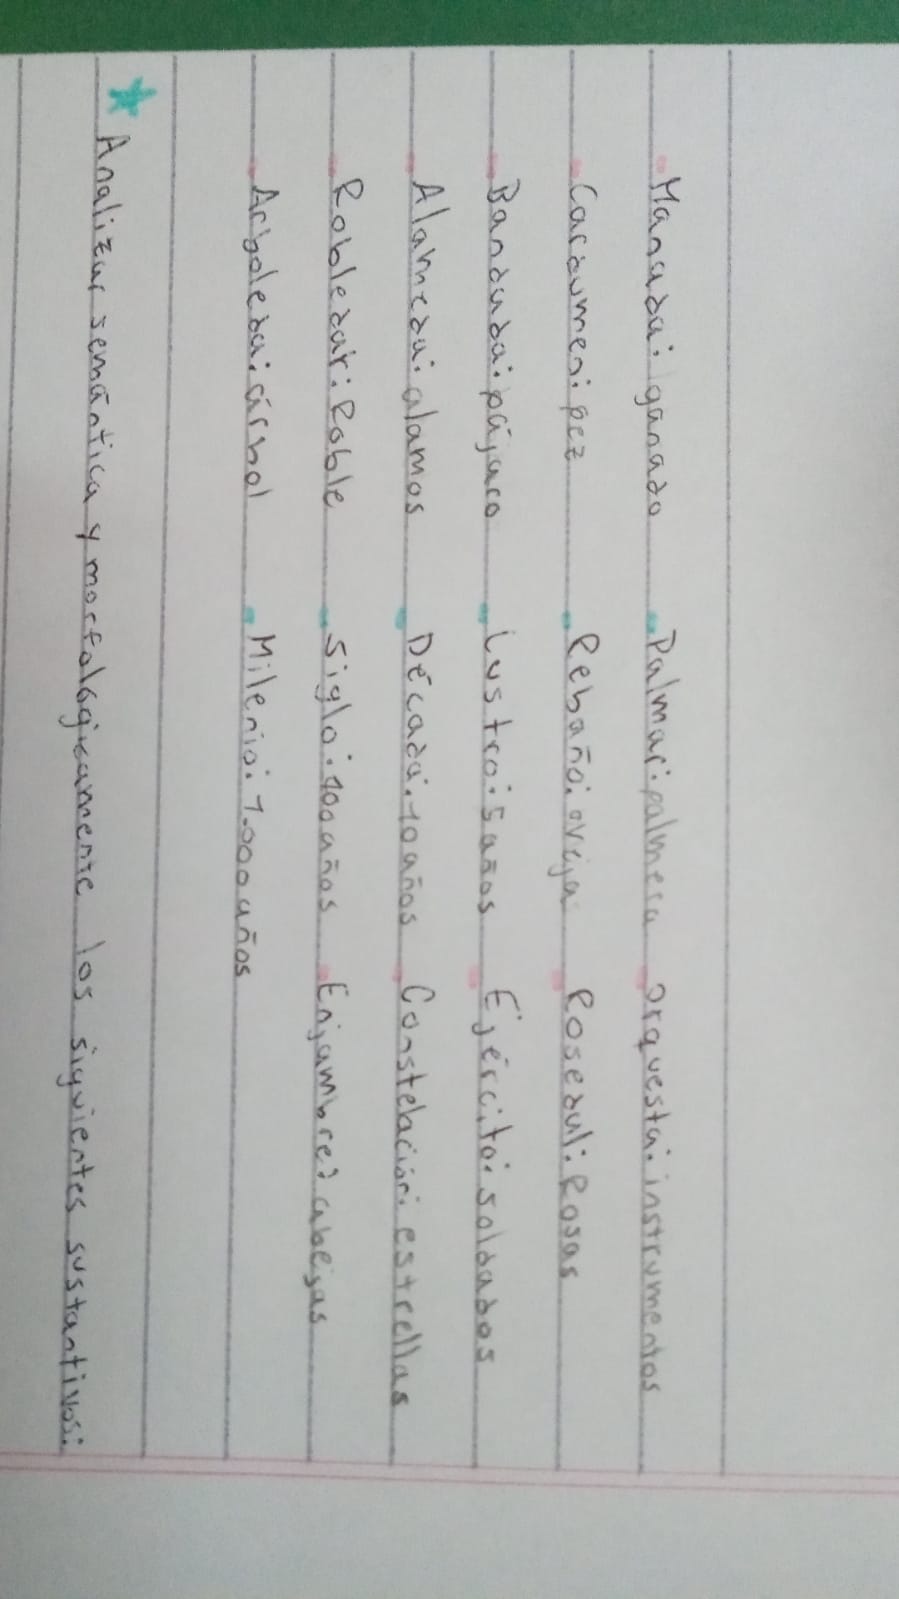 Manada: ganado Palmar: palmera orquesta: instrumentos
Cardumen: pez Rebaño: oveja Rosedal: Rosas
Bandada: pájaro Lustro: 5 años Ejército: soldados
Alameda: alamos Década: 10 años Constelación: estrellas
Robledar: Roble siglo: 100 años Enjambre: abejas
Arboleda: árbol Milenio: 1.000 años
Analizar semántica y morfológicamente los siguientes sustantivos: